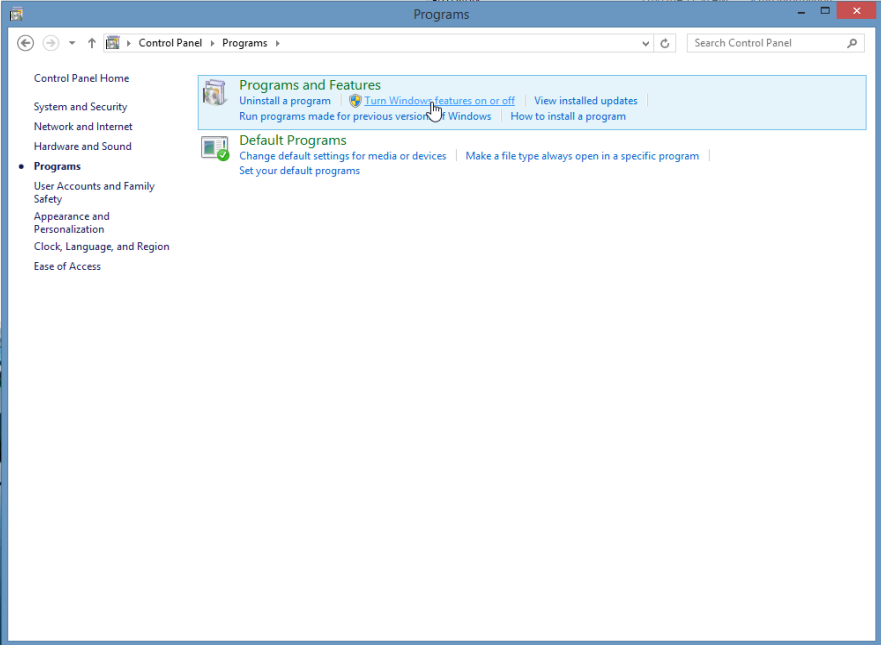 Programs
Control Panel Programs
Search Control Panel
Control Panel Home
System and Security
Network and Internet
Hardware and Sound
Programs
User Accounts and Family
Safety
Appearance and
Personalization
Clock, Language, and Region
Ease of Access
Programs and Features
Uninstall a program Turn Windows features on or off View installed updates
Run programs made for previous version Windows How to install a program
Default Programs
Change default settings for media or devices Make a file type always open in a specific program
Set your default programs